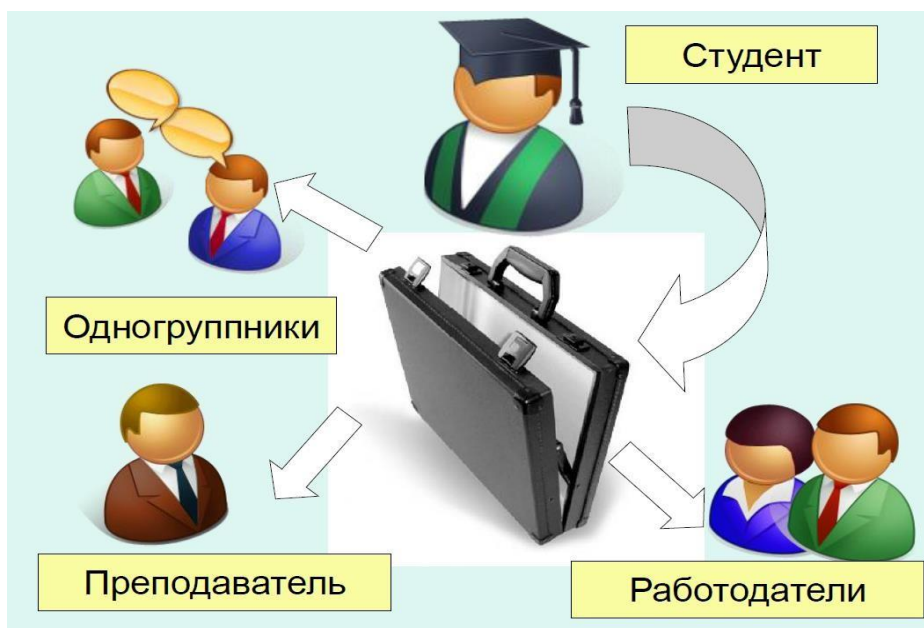 Студент
Одногруппники
Преподаватель
Работодатели